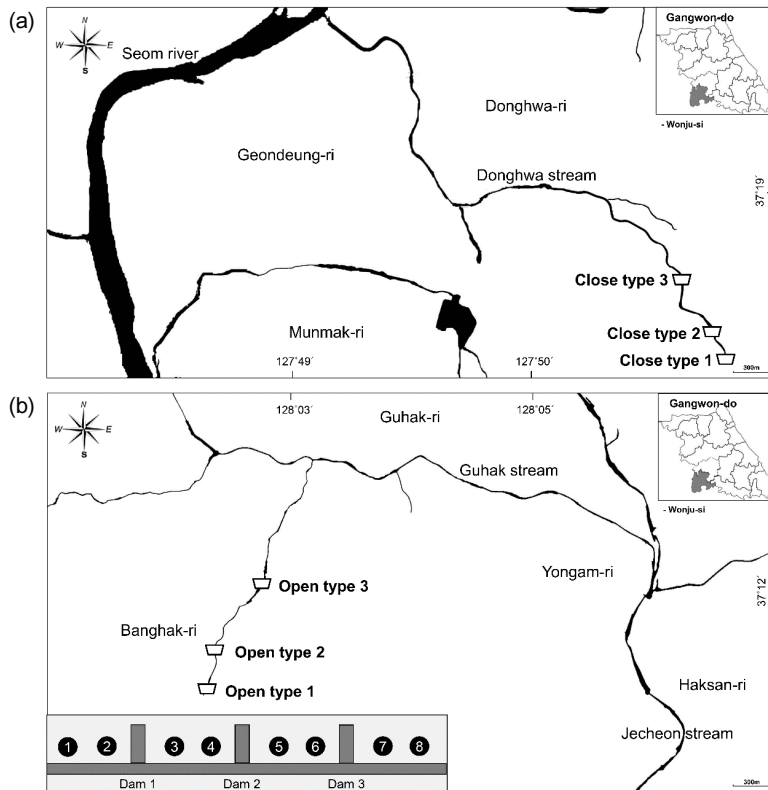 (a)
N
W E
S
Seom river
Gangwon-do
- Wonju-si
Donghwa-ri
Geondeung-ri
Donghwa stream
37°19´
Close type 3
Close type 2
Munmak-ri
Close type 1
127°49´
127°50´
300m
(b)
128°03´
128°05´
N
W E
S
Guhak-ri
Gangwon-do
- Wonju-si
Guhak stream
Yongam-ri
37°12´
Open type 3
Banghak-ri
Open type 2
Open type 1
Haksan-ri
Jecheon stream
1 2 3 4 5 6 7 8
Dam 1 Dam 2 Dam 3
300m